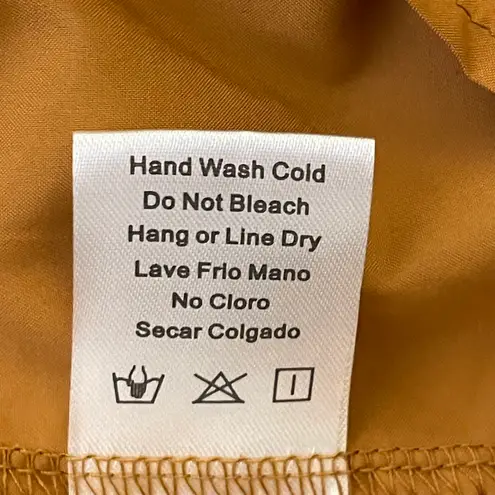 Hand Wash Cold
Do Not Bleach
Hang or Line Dry
Lave Frio Mano
No Cloro
Secar Colgado